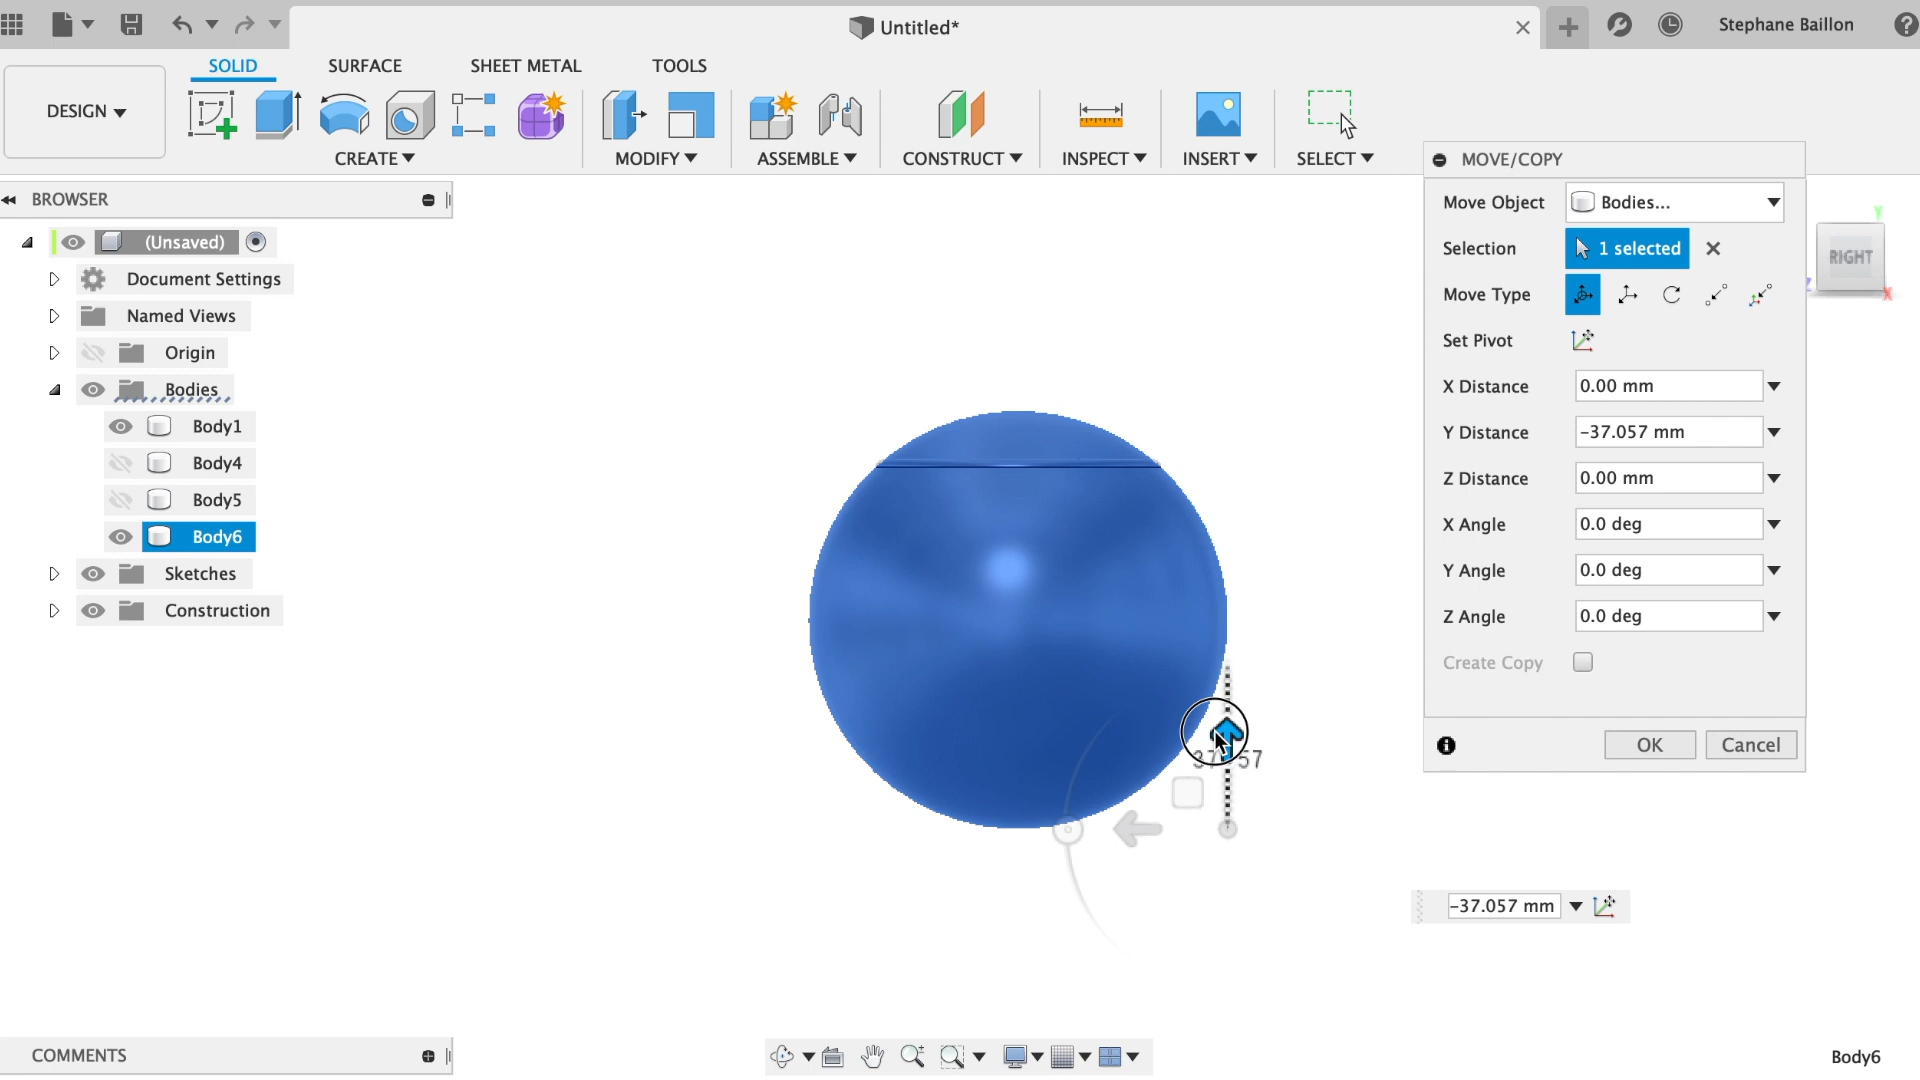 Untitled*
Stephane Baillon
SOLID
SURFACE
SHEET METAL
TOOLS
DESIGN
CREATE
MODIFY
ASSEMBLE
CONSTRUCT
INSPECT
INSERT
SELECT
BROWSER
(Unsaved)
Document Settings
Named Views
Origin
Bodies
Body1
Body4
Body5
Body6
Sketches
Construction
MOVE/COPY
Move Object
Bodies...
Selection
1 selected
Move Type
Set Pivot
X Distance
0.00 mm
Y Distance
-37.057 mm
Z Distance
0.00 mm
X Angle
0.0 deg
Y Angle
0.0 deg
Z Angle
0.0 deg
Create Copy
OK
Cancel
Y
RIGHT
Z
X
-37.057 mm
COMMENTS
Body6